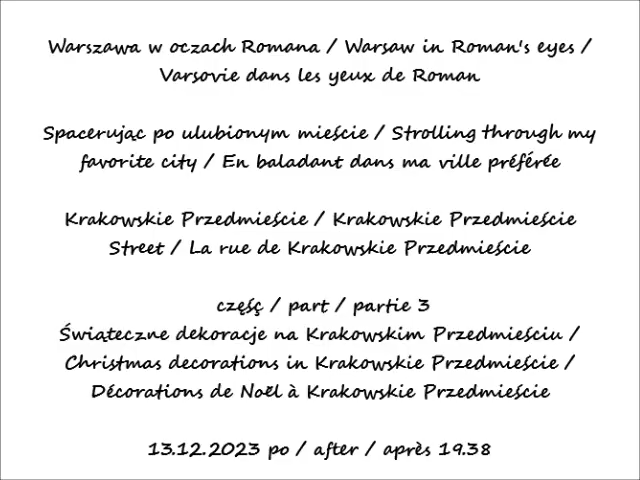 Warszawa w oczach Romana / Warsaw in Roman's eyes /
Varsovie dans les yeux de Roman
Spacerując po ulubionym mieście / Strolling through my
favorite city / En baladant dans ma ville préférée
Krakowskie Przedmieście / Krakowskie Przedmieście
Street / La rue de Krakowskie Przedmieście
część / part / partie 3
Świąteczne dekoracje na Krakowskim Przedmieściu /
Christmas decorations in Krakowskie Przedmieście /
Décorations de Noël à Krakowskie Przedmieście
13.12.2023 po / after / après 19.38